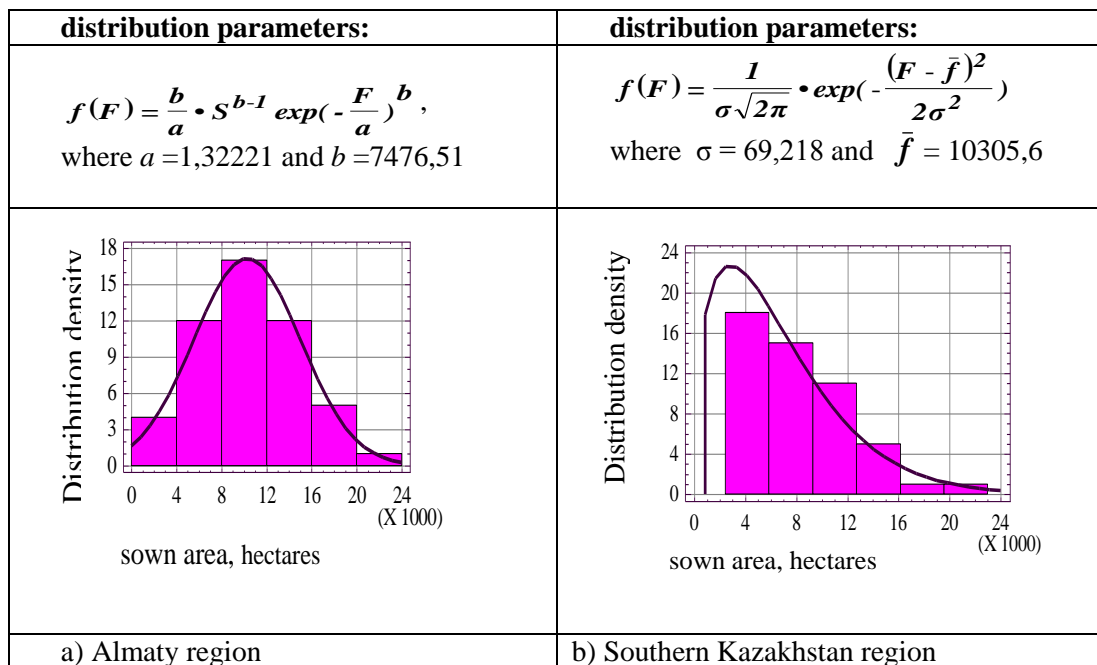 distribution parameters:
f(F) = b/a • S^{b-1} exp(-F/a)^b ,
where a =1,32221 and b =7476,51
distribution parameters:
f(F) = 1/(σ√2π) • exp(-(F - f̄)²/2σ²)
where σ = 69,218 and f̄ = 10305,6
Distribution density
18
15
12
9
6
3
0
0 4 8 12 16 20 24
(X 1000)
sown area, hectares
Distribution density
24
20
16
12
8
4
0
0 4 8 12 16 20 24
(X 1000)
sown area, hectares
a) Almaty region
b) Southern Kazakhstan region